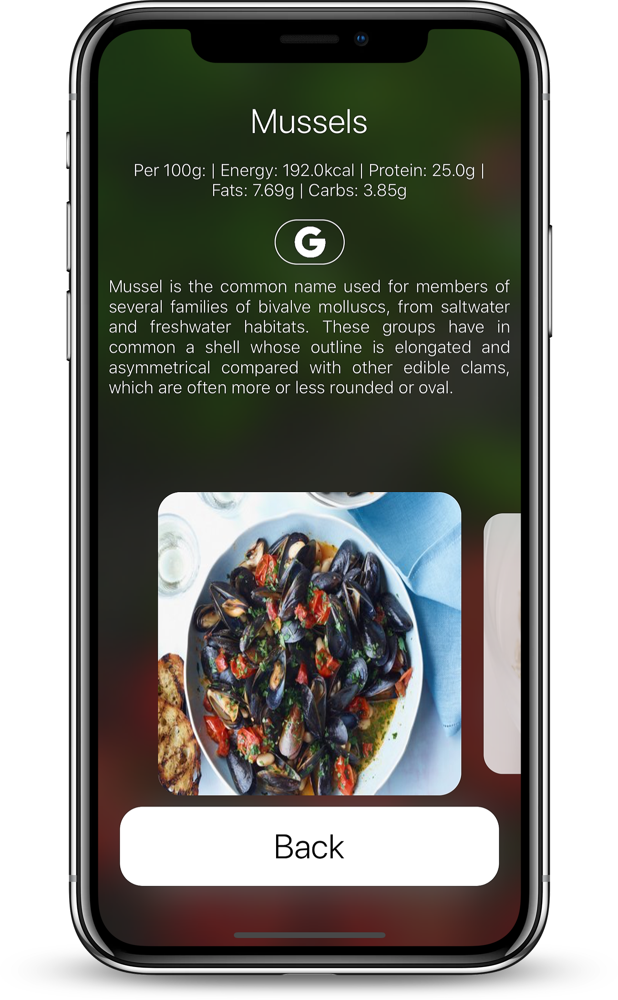 Mussels
Per 100g: | Energy: 192.0kcal | Protein: 25.0g |
Fats: 7.69g | Carbs: 3.85g
G
Mussel is the common name used for members of
several families of bivalve molluscs, from saltwater
and freshwater habitats. These groups have in
common a shell whose outline is elongated and
asymmetrical compared with other edible clams,
which are often more or less rounded or oval.
Back